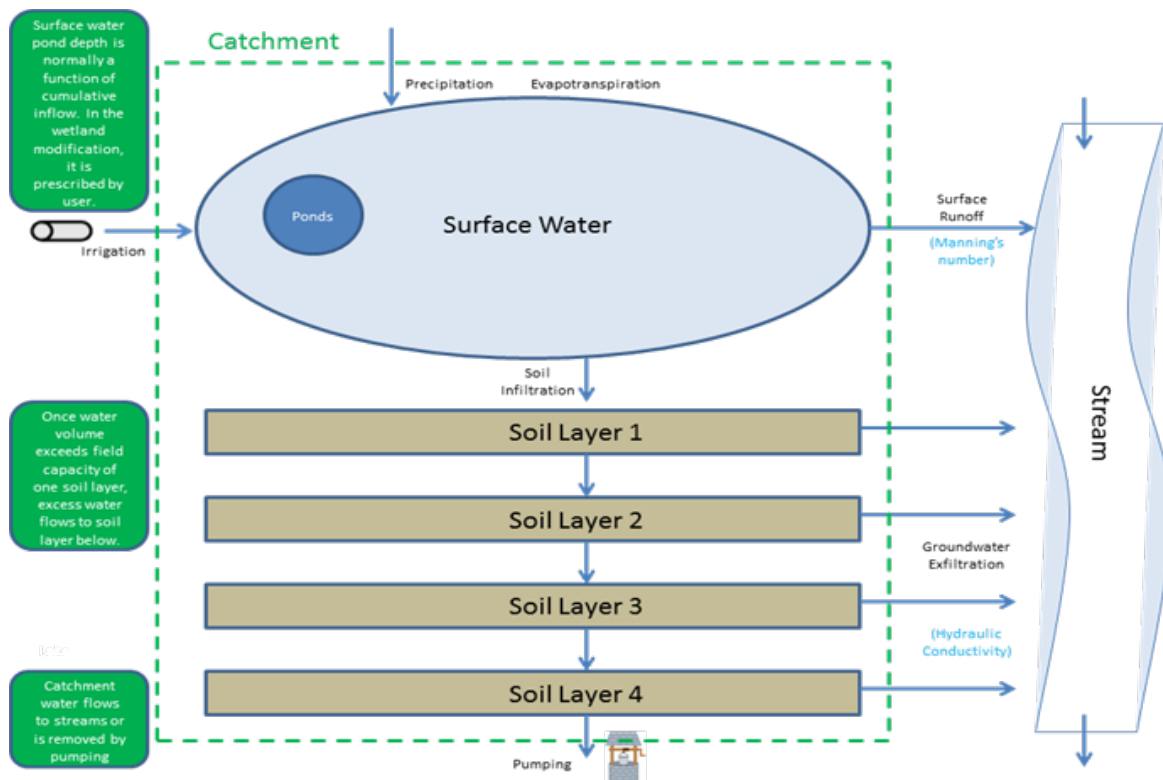 Surface water
pond depth is
normally a
function of
cumulative
inflow. In the
wetland
modification,
it is
prescribed by
user.
Catchment
Precipitation
Evapotranspiration
Ponds
Surface Water
Irrigation
Surface
Runoff
(Manning's
number)
Soil
Infiltration
Once water
volume
exceeds field
capacity of
one soil layer,
excess water
flows to soil
layer below.
Soil Layer 1
Soil Layer 2
Soil Layer 3
Soil Layer 4
Groundwater
Exfiltration
(Hydraulic
Conductivity)
Stream
Catchment
water flows
to streams or
is removed by
pumping
Pumping